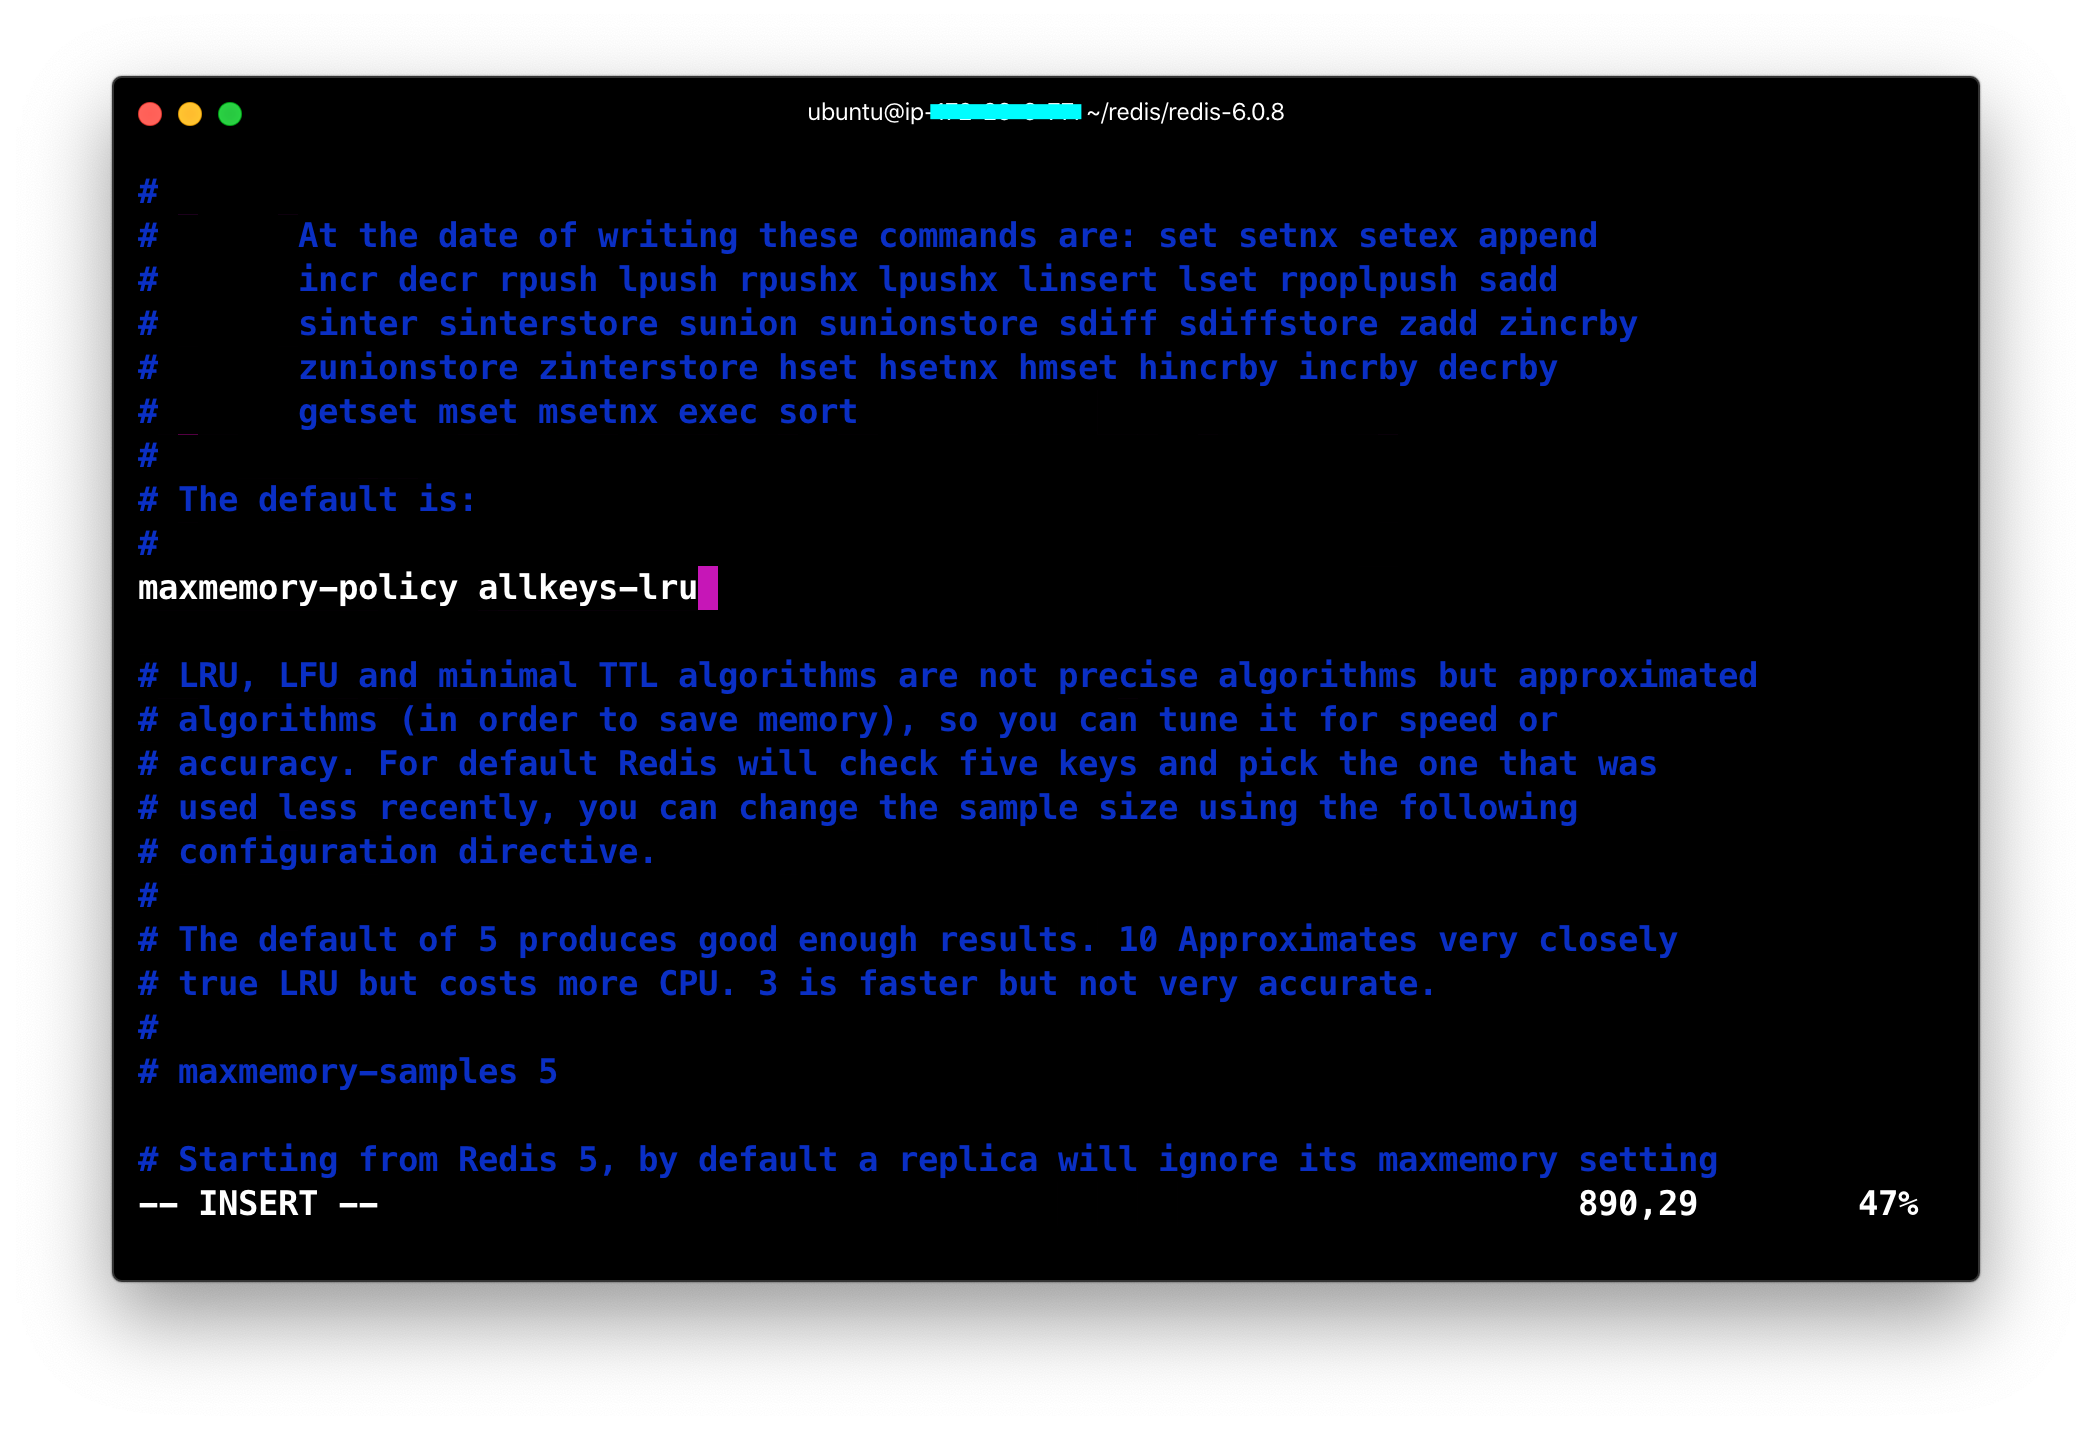 ubuntu@ip- ~/redis/redis-6.0.8
#
#       At the date of writing these commands are: set setnx setex append
#       incr decr rpush lpush rpushx lpushx linsert lset rpoplpush sadd
#       sinter sinterstore sunion sunionstore sdiff sdiffstore zadd zincrby
#       zunionstore zinterstore hset hsetnx hmset hincrby incrby decrby
#       getset mset msetnx exec sort
#
# The default is:
#
maxmemory-policy allkeys-lru
# LRU, LFU and minimal TTL algorithms are not precise algorithms but approximated
# algorithms (in order to save memory), so you can tune it for speed or
# accuracy. For default Redis will check five keys and pick the one that was
# used less recently, you can change the sample size using the following
# configuration directive.
#
# The default of 5 produces good enough results. 10 Approximates very closely
# true LRU but costs more CPU. 3 is faster but not very accurate.
#
# maxmemory-samples 5
# Starting from Redis 5, by default a replica will ignore its maxmemory setting
-- INSERT -- 890,29 47%